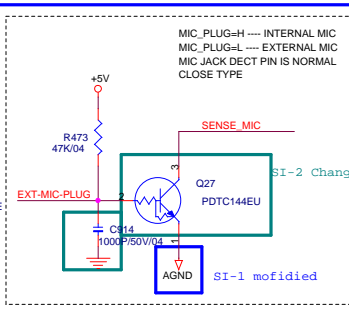 MIC_PLUG=H ---- INTERNAL MIC
MIC_PLUG=L ---- EXTERNAL MIC
MIC JACK DECT PIN IS NORMAL
CLOSE TYPE
+5V
R473
47K/04
SENSE_MIC
3
SI-2 Chang
EXT-MIC-PLUG
2
Q27
PDTC144EU
C914
1000P/50V/04
1
AGND
SI-1 mofidied